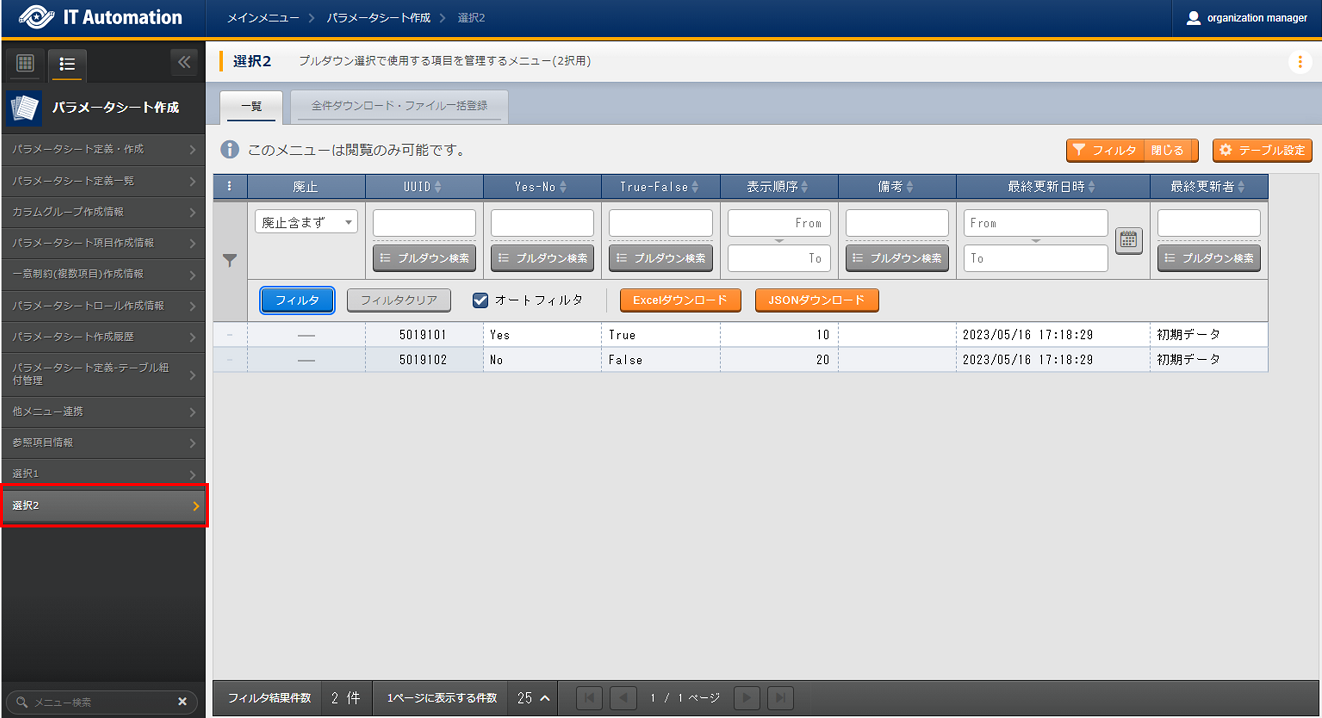 IT Automation
メインメニュー
パラメータシート作成
選択2
organization manager
選択2
プルダウン選択で使用する項目を管理するメニュー(2択用)
パラメータシート作成
パラメータシート定義・作成
パラメータシート定義一覧
カラムグループ作成情報
パラメータシート項目作成情報
一意制約(複数項目)作成情報
パラメータシートロール作成情報
パラメータシート作成履歴
パラメータシート定義-テーブル紐
付管理
他メニュー連携
参照項目情報
選択1
選択2
メニュー検索
一覧
全件ダウンロード・ファイル一括登録
このメニューは閲覧のみ可能です。
フィルタ 閉じる
テーブル設定
廃止 UUID Yes-No True-False 表示順序 備考 最終更新日時 最終更新者
廃止含まず From From
プルダウン検索 プルダウン検索 プルダウン検索 To プルダウン検索 To プルダウン検索
フィルタ フィルタクリア オートフィルタ Excelダウンロード JSONダウンロード
5019101 Yes True 10 2023/05/16 17:18:29 初期データ
5019102 No False 20 2023/05/16 17:18:29 初期データ
フィルタ結果件数 2 件 1ページに表示する件数 25 1 / 1 ページ